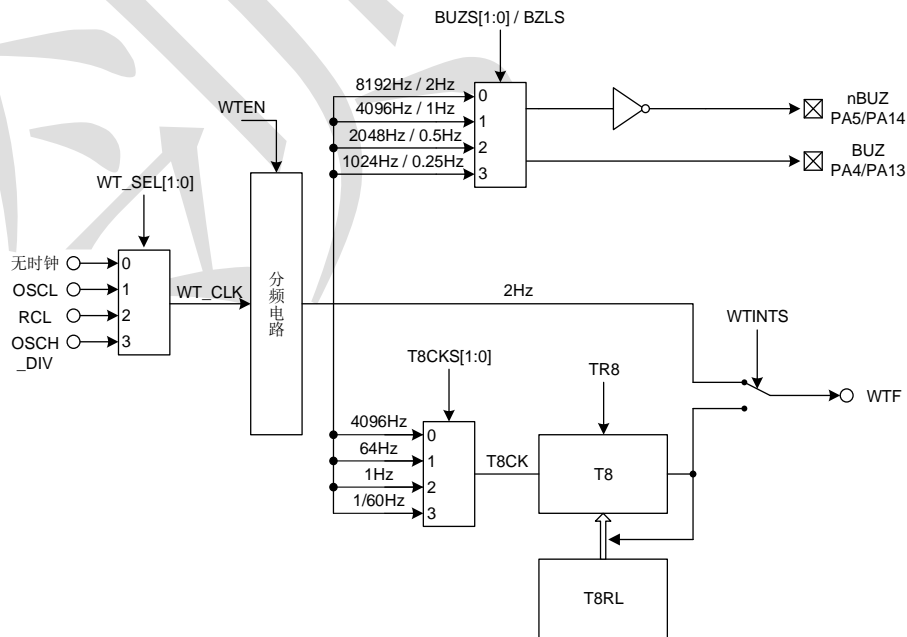 BUZS[1:0] / BZLS
8192Hz / 2Hz
0
4096Hz / 1Hz
1
2048Hz / 0.5Hz
2
1024Hz / 0.25Hz
3
nBUZ
PA5/PA14
BUZ
PA4/PA13
WTEN
WT_SEL[1:0]
无时钟
0
OSCL
1
RCL
2
OSCH
_DIV
3
WT_CLK
分频电路
2Hz
WTINTS
WTF
T8CKS[1:0]
4096Hz
0
64Hz
1
1Hz
2
1/60Hz
3
T8CK
TR8
T8
T8RL